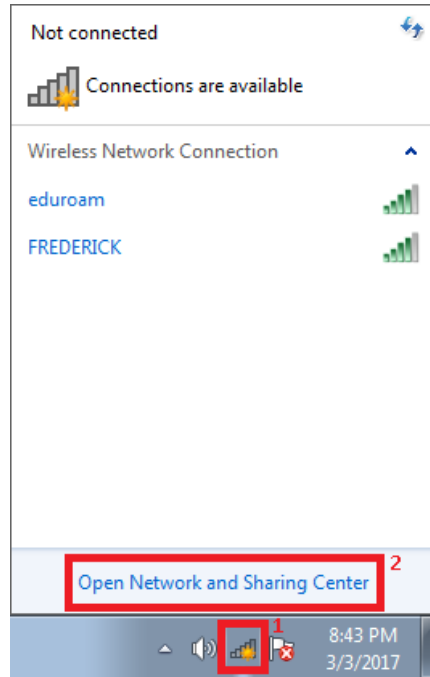 Not connected
Connections are available
Wireless Network Connection
eduroam
FREDERICK
Open Network and Sharing Center
2
1
8:43 PM
3/3/2017